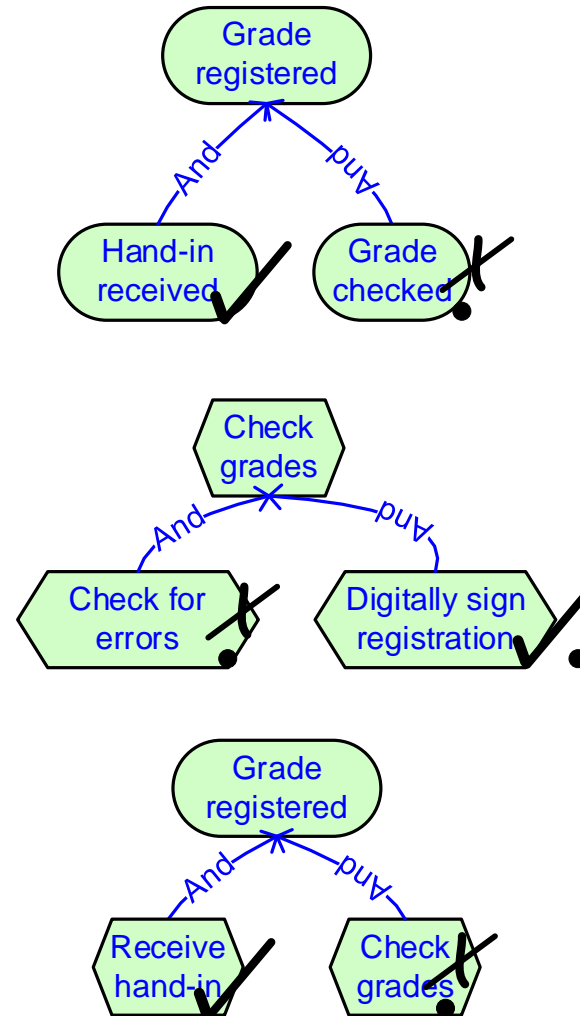 Grade
registered
And
And
Hand-in
received
Grade
checked
Check
grades
And
And
Check for
errors
Digitally sign
registration
Grade
registered
And
And
Receive
hand-in
Check
grades